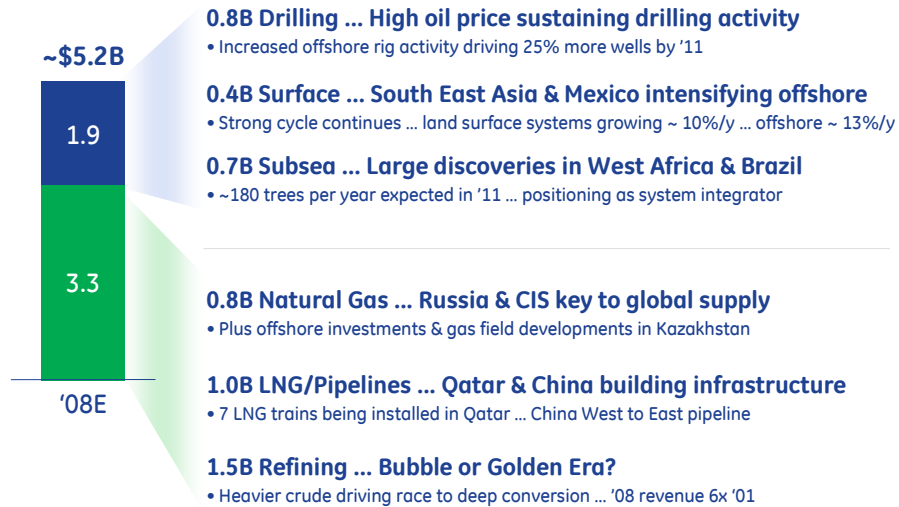 0.8B Drilling ... High oil price sustaining drilling activity
• Increased offshore rig activity driving 25% more wells by '11
~$5.2B
0.4B Surface ... South East Asia & Mexico intensifying offshore
1.9
• Strong cycle continues ... land surface systems growing ~ 10%/y ... offshore ~ 13%/y
0.7B Subsea ... Large discoveries in West Africa & Brazil
• ~180 trees per year expected in '11 ... positioning as system integrator
3.3
0.8B Natural Gas ... Russia & CIS key to global supply
• Plus offshore investments & gas field developments in Kazakhstan
1.0B LNG/Pipelines ... Qatar & China building infrastructure
'08E
• 7 LNG trains being installed in Qatar ... China West to East pipeline
1.5B Refining ... Bubble or Golden Era?
• Heavier crude driving race to deep conversion ... '08 revenue 6x '01